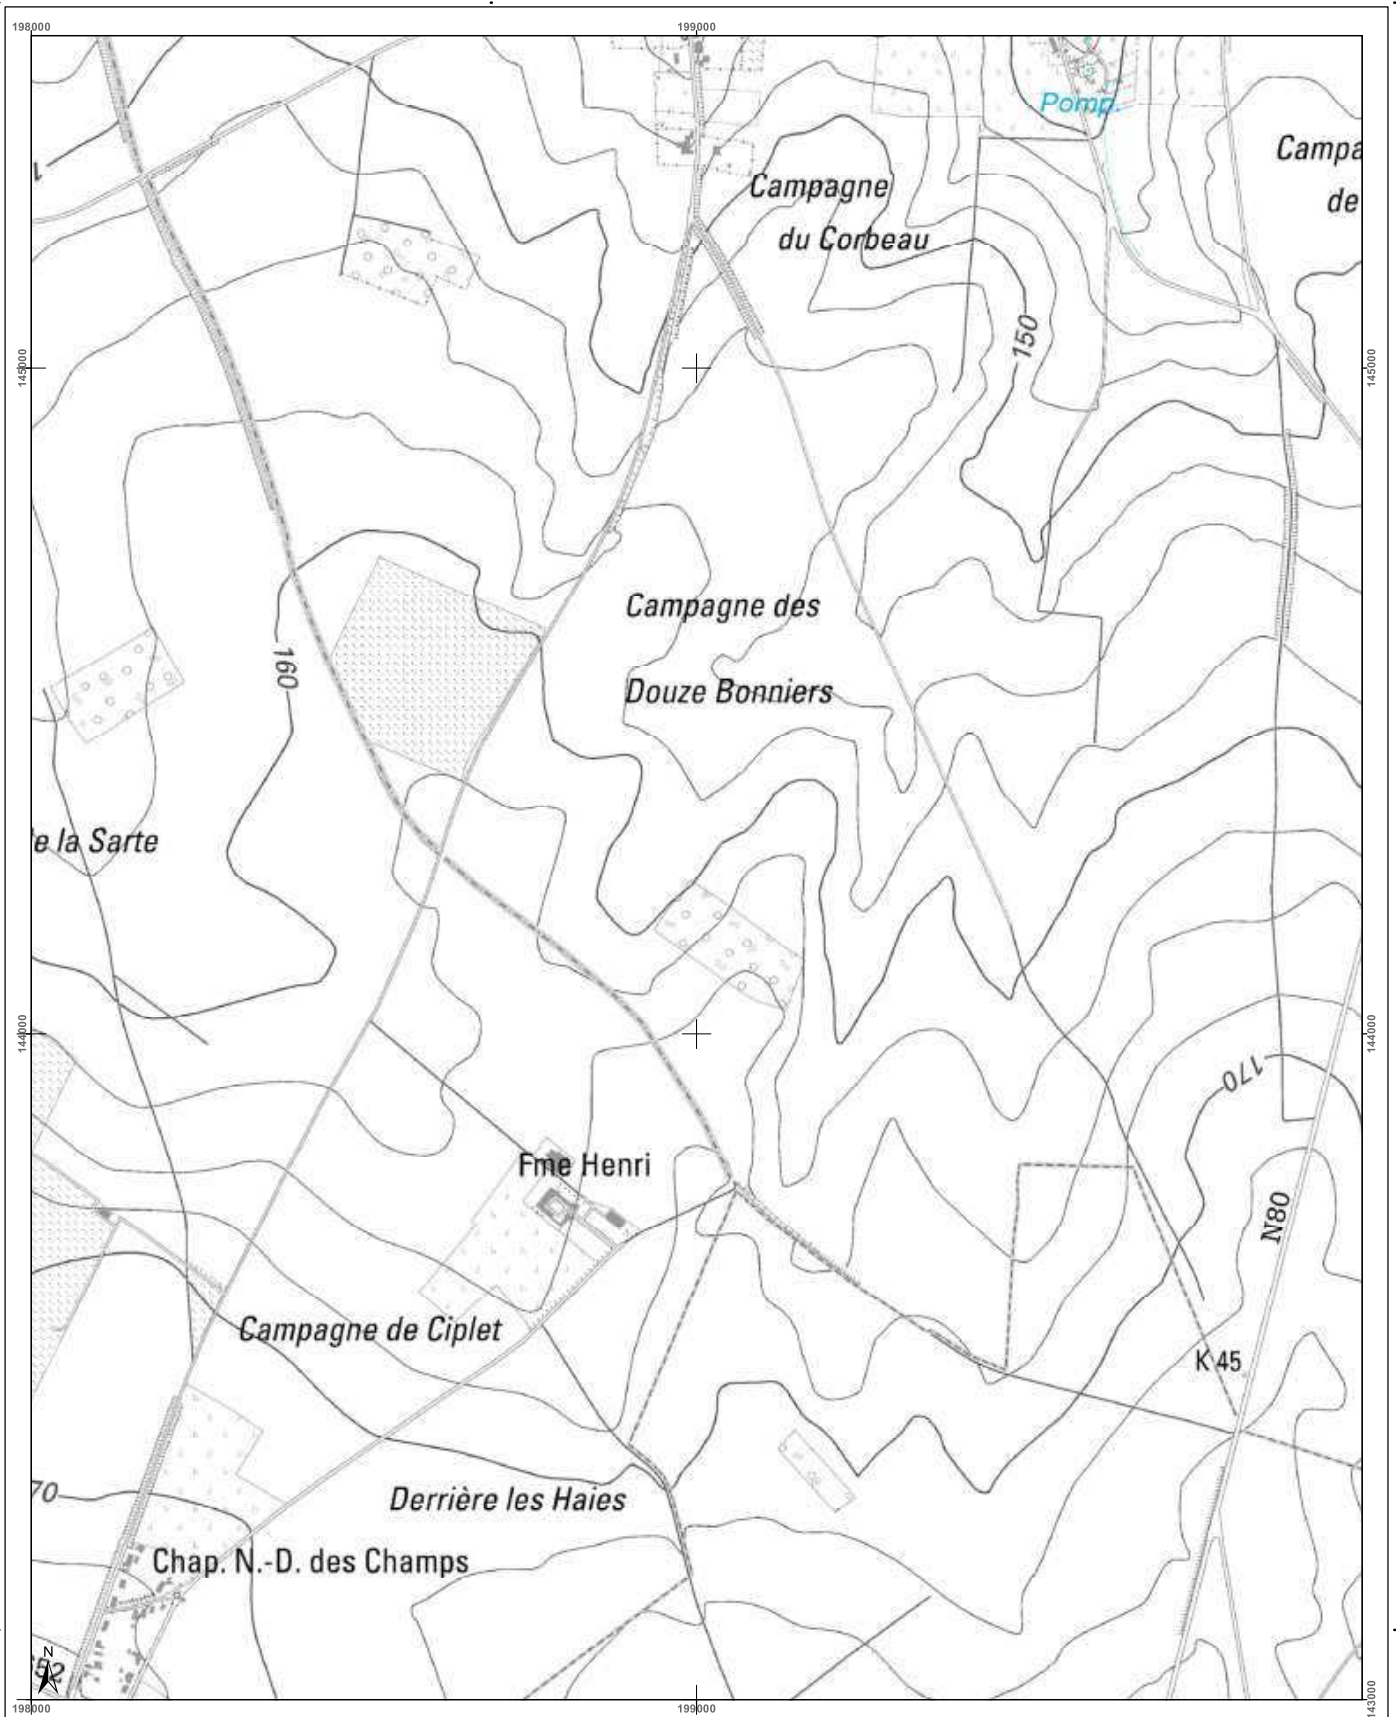 198000
199000
Pomp.
Campa
de
Campagne
du Corbeau
150
145000
145000
Campagne des
Douze Bonniers
160
e la Sarte
144000
144000
170
Fme Henri
N80
Campagne de Ciplet
K 45
70
Derrière les Haies
Chap. N.-D. des Champs
N
52
198000
199000
143000